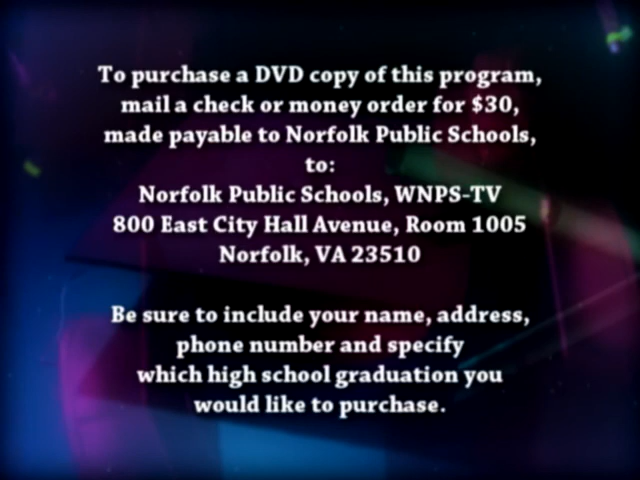 To purchase a DVD copy of this program,
mail a check or money order for $30,
made payable to Norfolk Public Schools,
to:
Norfolk Public Schools, WNPS-TV
800 East City Hall Avenue, Room 1005
Norfolk, VA 23510
Be sure to include your name, address,
phone number and specify
which high school graduation you
would like to purchase.